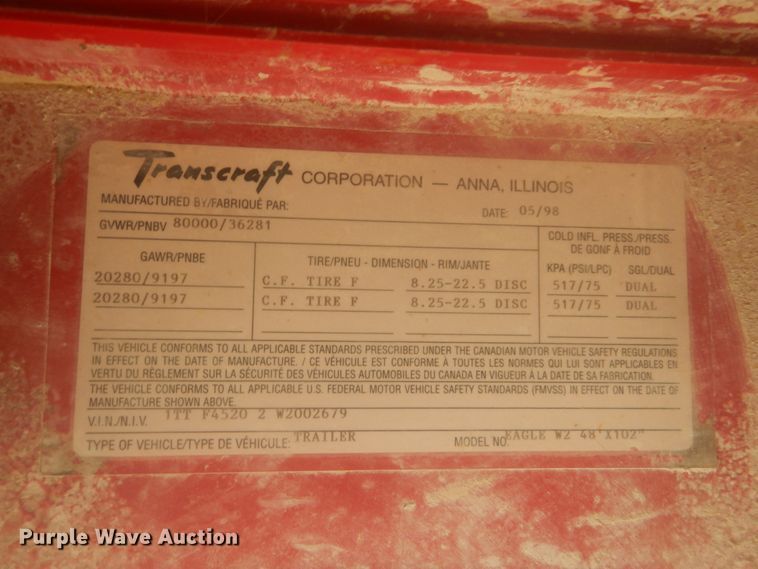 Transcraft CORPORATION — ANNA, ILLINOIS
MANUFACTURED BY/FABRIQUÉ PAR:
DATE: 05/98
GVWR/PNBV 80000/36281
COLD INFL. PRESS./PRESS. DE GONF À FROID
GAWR/PNBE TIRE/PNEU - DIMENSION - RIM/JANTE KPA (PSI/LPC) SGL/DUAL
20280/9197 C.F. TIRE F 8.25-22.5 DISC 517/75 DUAL
20280/9197 C.F. TIRE F 8.25-22.5 DISC 517/75 DUAL
THIS VEHICLE CONFORMS TO ALL APPLICABLE STANDARDS PRESCRIBED UNDER THE CANADIAN MOTOR VEHICLE SAFETY REGULATIONS
IN EFFECT ON THE DATE OF MANUFACTURE. / CE VÉHICULE EST CONFORME À TOUTES LES NORMES QUI LUI SONT APPLICABLES EN
VERTU DU RÈGLEMENT SUR LA SÉCURITÉ DES VÉHICULES AUTOMOBILES DU CANADA EN VIGUEUR À LA DATE DE SA FABRICATION.
THE VEHICLE CONFORMS TO ALL APPLICABLE U.S. FEDERAL MOTOR VEHICLE SAFETY STANDARDS (FMVSS) IN EFFECT ON THE DATE OF
MANUFACTURE SHOWN ABOVE.
V.I.N./N.I.V. 1TT F4520 2 W2002679
TYPE OF VEHICLE/TYPE DE VÉHICULE: TRAILER MODEL NO. EAGLE W2 48'X102"
Purple Wave Auction